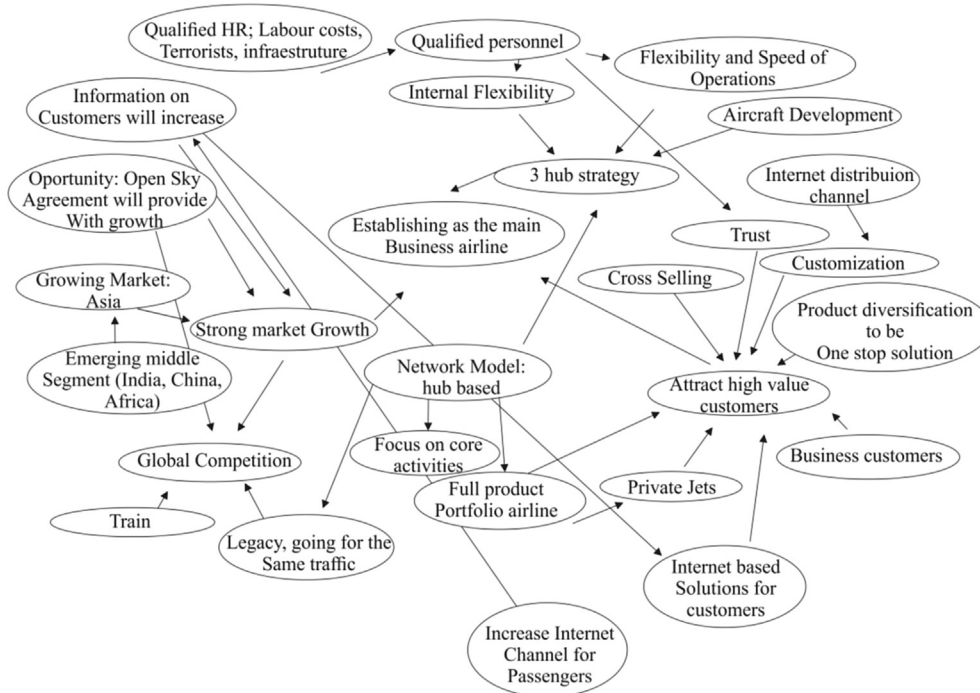 Qualified HR; Labour costs,
Terrorists, infraestruture
Qualified personnel
Flexibility and Speed of
Operations
Information on
Customers will increase
Internal Flexibility
Aircraft Development
Oportunity: Open Sky
Agreement will provide
With growth
3 hub strategy
Internet distribuion
channel
Establishing as the main
Business airline
Trust
Customization
Growing Market:
Asia
Cross Selling
Strong market Growth
Product diversification
to be
One stop solution
Emerging middle
Segment (India, China,
Africa)
Network Model:
hub based
Attract high value
customers
Global Competition
Focus on core
activities
Business customers
Full product
Portfolio airline
Private Jets
Train
Legacy, going for the
Same traffic
Internet based
Solutions for
customers
Increase Internet
Channel for
Passengers